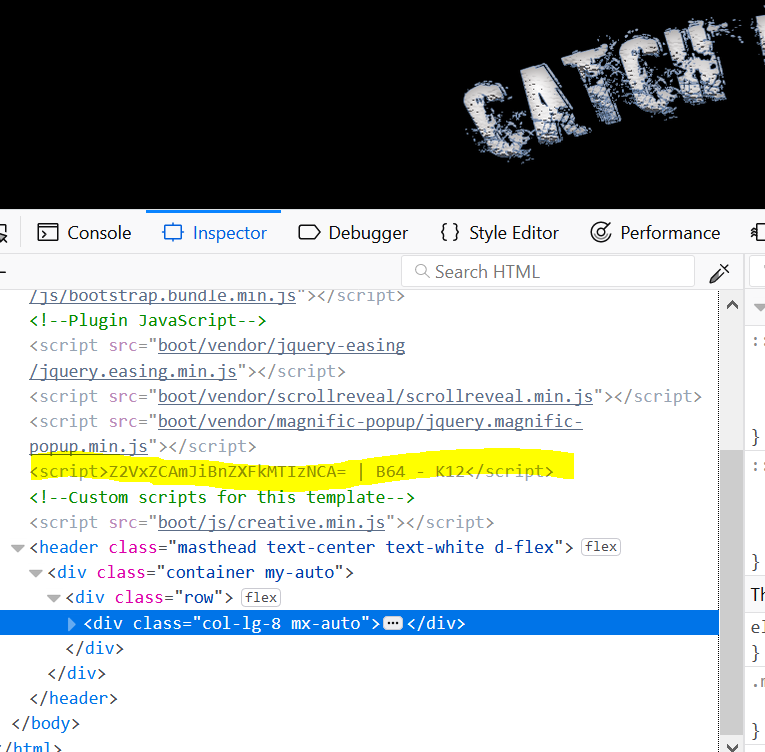 CATCH
Console Inspector Debugger {} Style Editor Performance
Search HTML
/js/bootstrap.bundle.min.js"></script>
<!--Plugin JavaScript-->
<script src="boot/vendor/jquery-easing
/jquery.easing.min.js"></script>
<script src="boot/vendor/scrollreveal/scrollreveal.min.js"></script>
<script src="boot/vendor/magnific-popup/jquery.magnific-
popup.min.js"></script>
<script>Z2VxZCAmJiBnZXFkMTIzNCA= | B64 - K12</script>
<!--Custom scripts for this template-->
<script src="boot/js/creative.min.js"></script>
<header class="masthead text-center text-white d-flex"> flex
<div class="container my-auto">
<div class="row"> flex
<div class="col-lg-8 mx-auto">…</div>
</div>
</div>
</header>
</body>
</html>
::
}
::
}
Th
el
}
.m
}